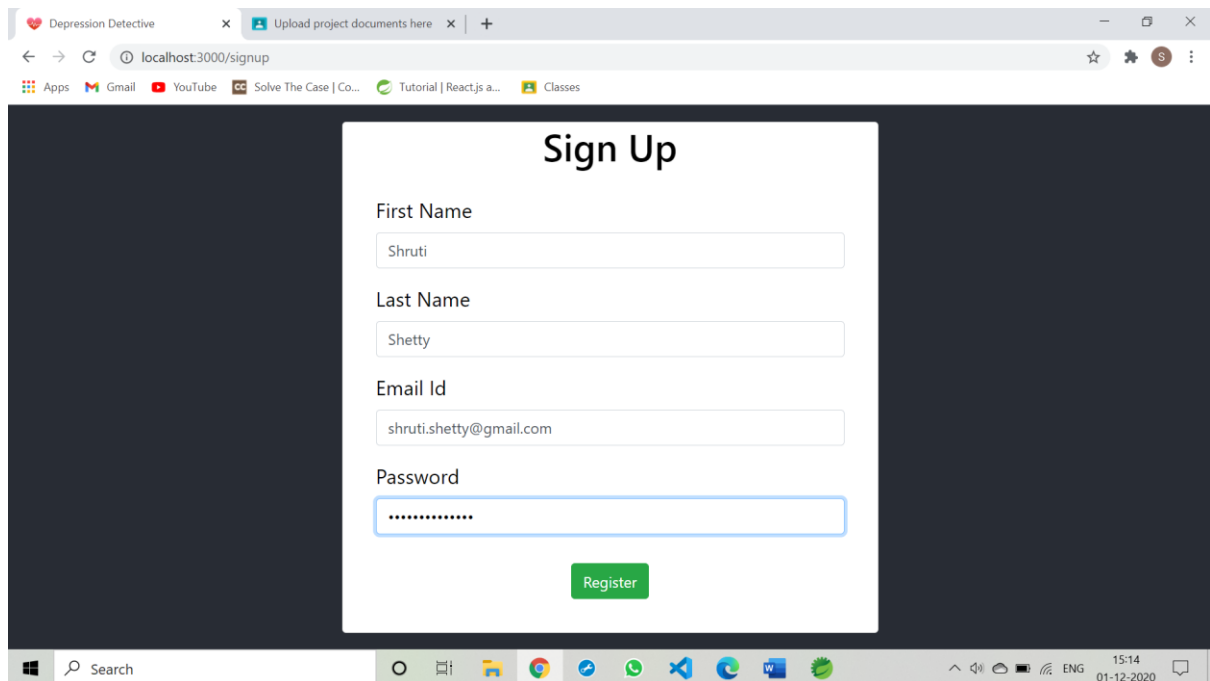 Depression Detective
Upload project documents here
localhost:3000/signup
S
Apps Gmail YouTube CC Solve The Case | Co... Tutorial | React.js a... Classes
Sign Up
First Name
Shruti
Last Name
Shetty
Email Id
shruti.shetty@gmail.com
Password
••••••••••••••
Register
Search
W
ENG
15:14
01-12-2020